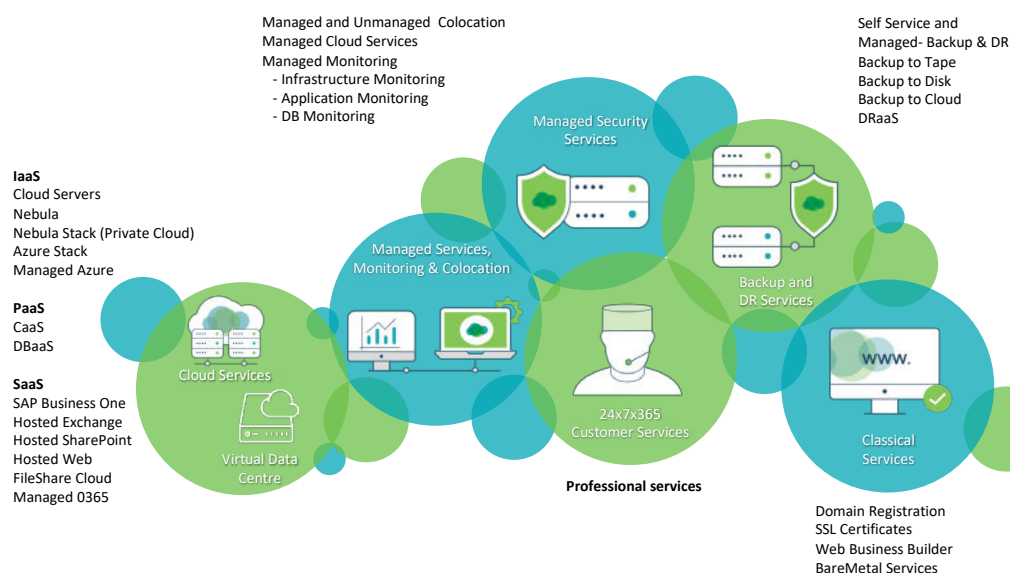 Managed and Unmanaged Colocation
Managed Cloud Services
Managed Monitoring
- Infrastructure Monitoring
- Application Monitoring
- DB Monitoring
Self Service and
Managed- Backup & DR
Backup to Tape
Backup to Disk
Backup to Cloud
DRaaS
IaaS
Cloud Servers
Nebula
Nebula Stack (Private Cloud)
Azure Stack
Managed Azure
PaaS
CaaS
DBaaS
SaaS
SAP Business One
Hosted Exchange
Hosted SharePoint
Hosted Web
FileShare Cloud
Managed 0365
Cloud Services
Virtual Data
Centre
Managed Services,
Monitoring & Colocation
Managed Security
Services
24x7x365
Customer Services
Professional services
Backup and
DR Services
www.
Classical
Services
Domain Registration
SSL Certificates
Web Business Builder
BareMetal Services